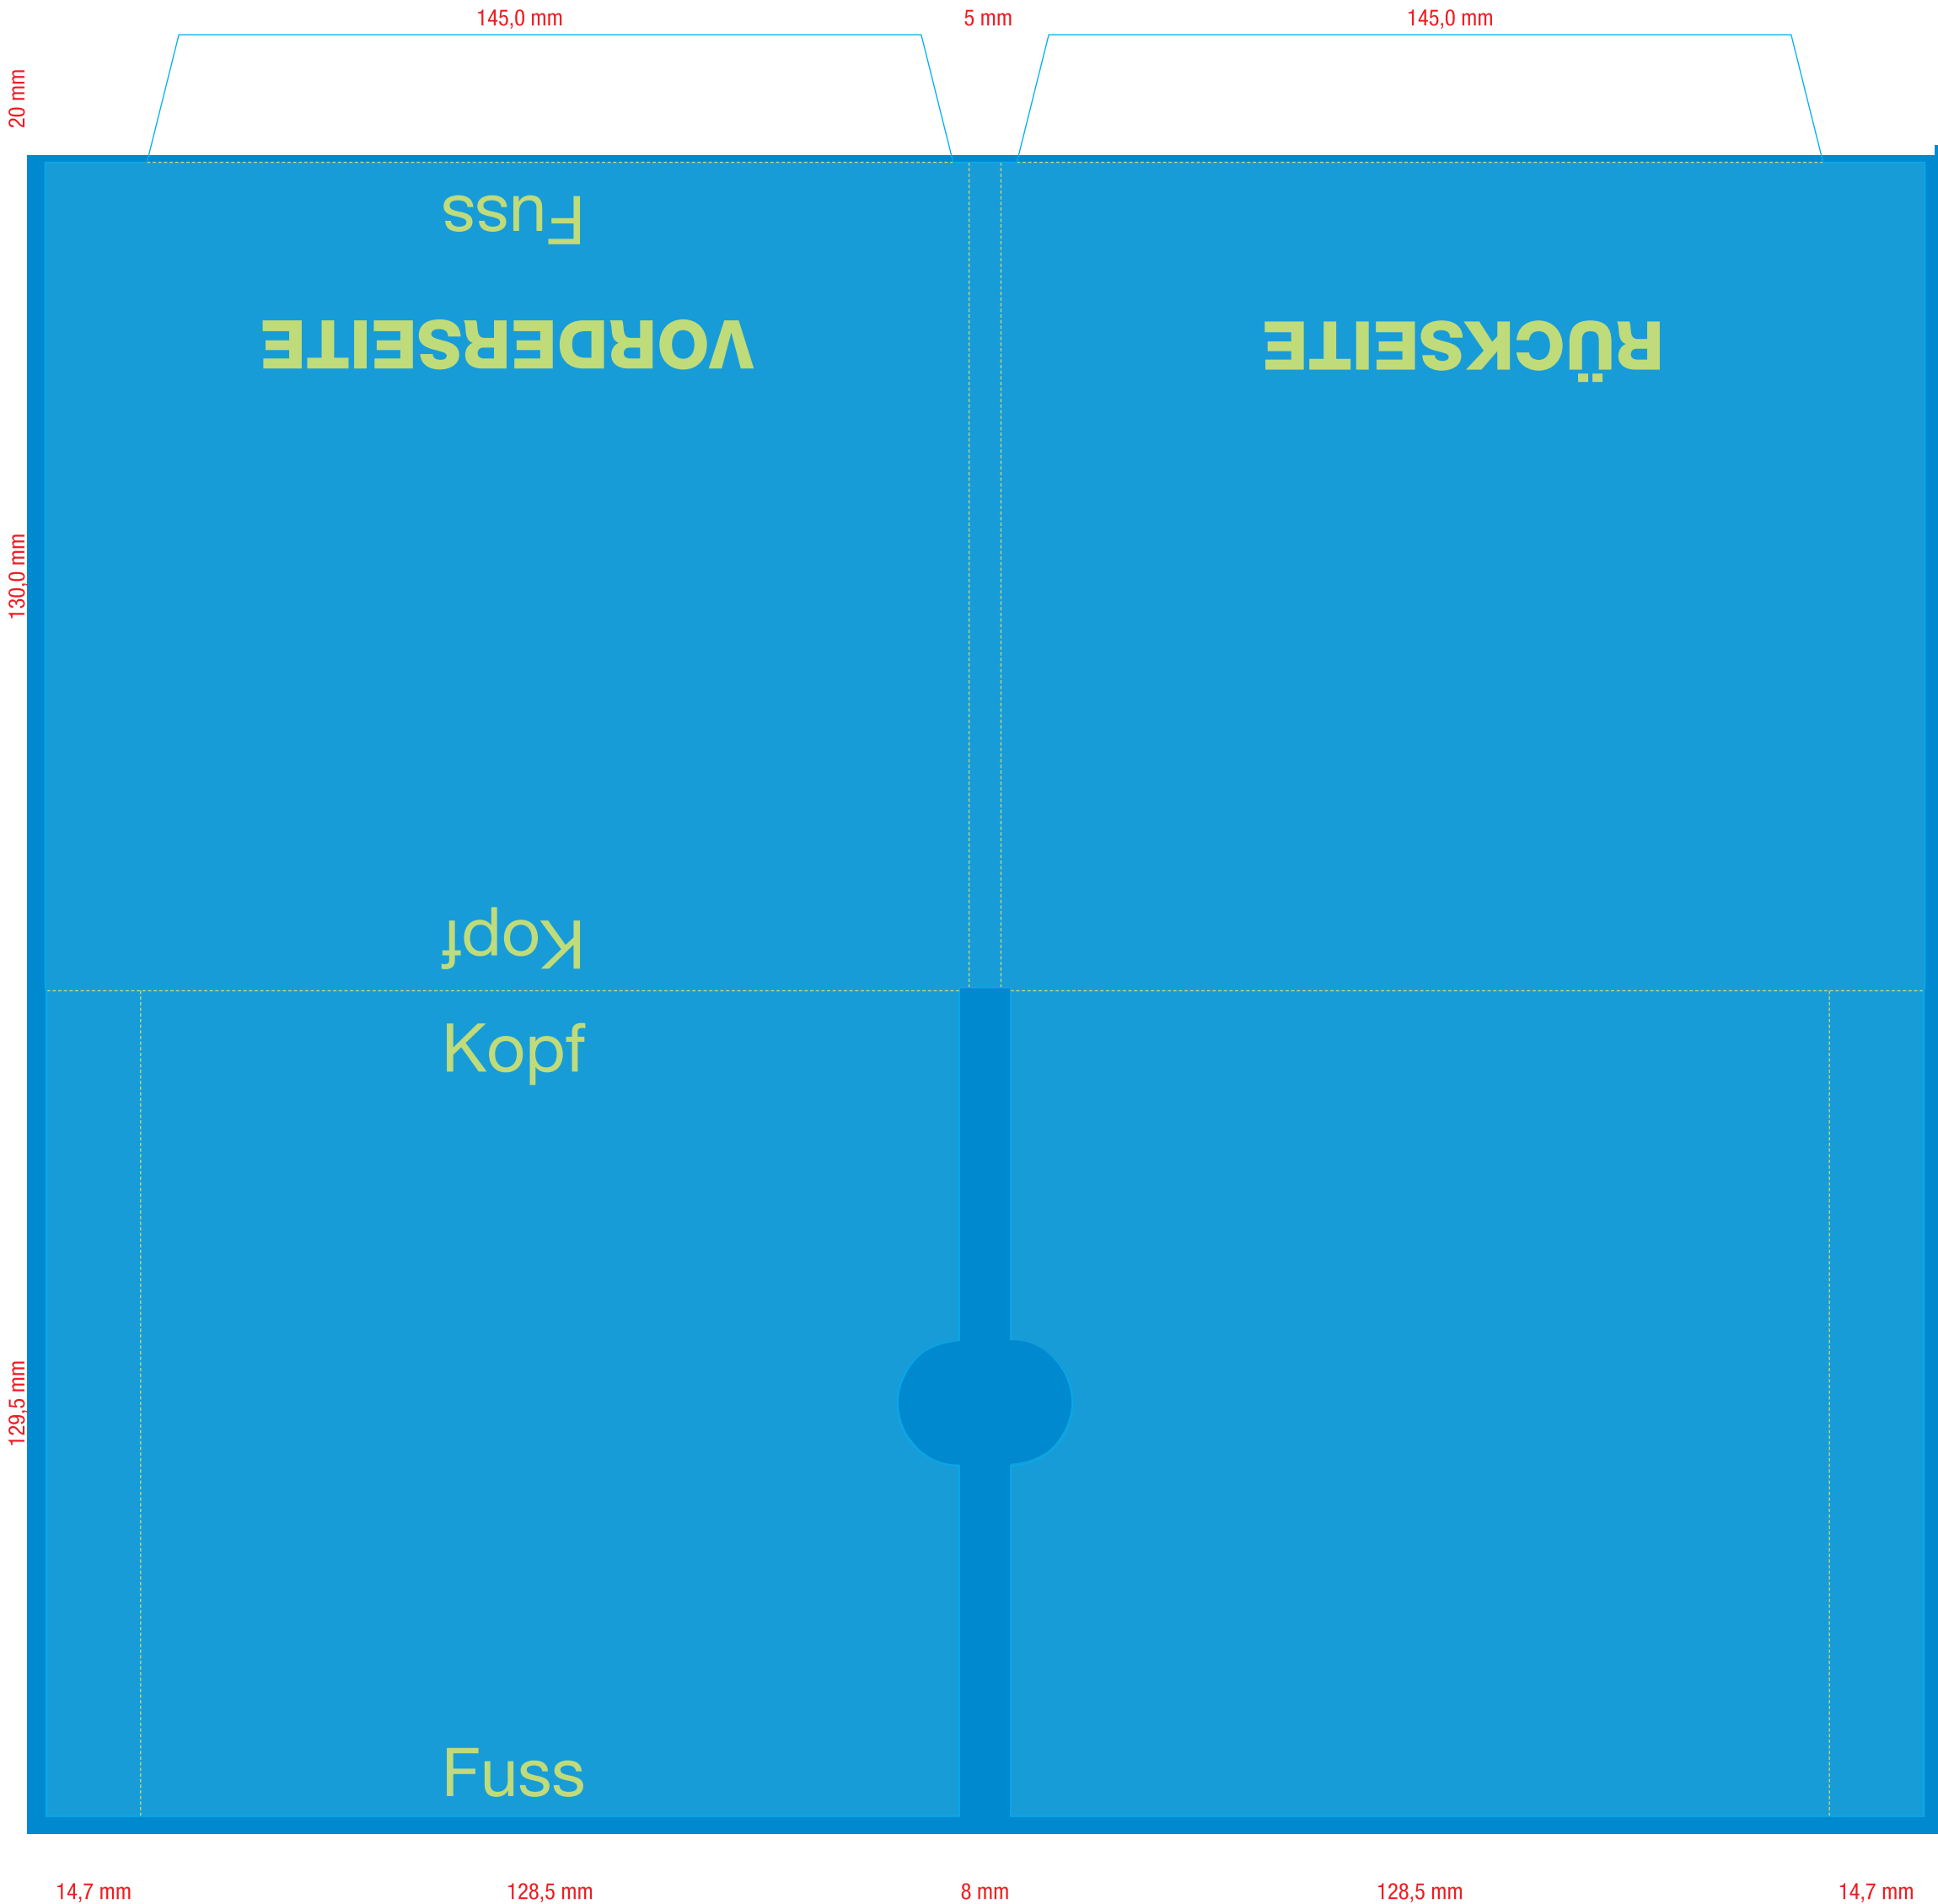 145,0 mm 5 mm 145,0 mm
20 mm
Fuss
VORDERSEITE RÜCKSEITE
130,0 mm
Kopf
Kopf
129,5 mm
Fuss
14,7 mm 128,5 mm 8 mm 128,5 mm 14,7 mm